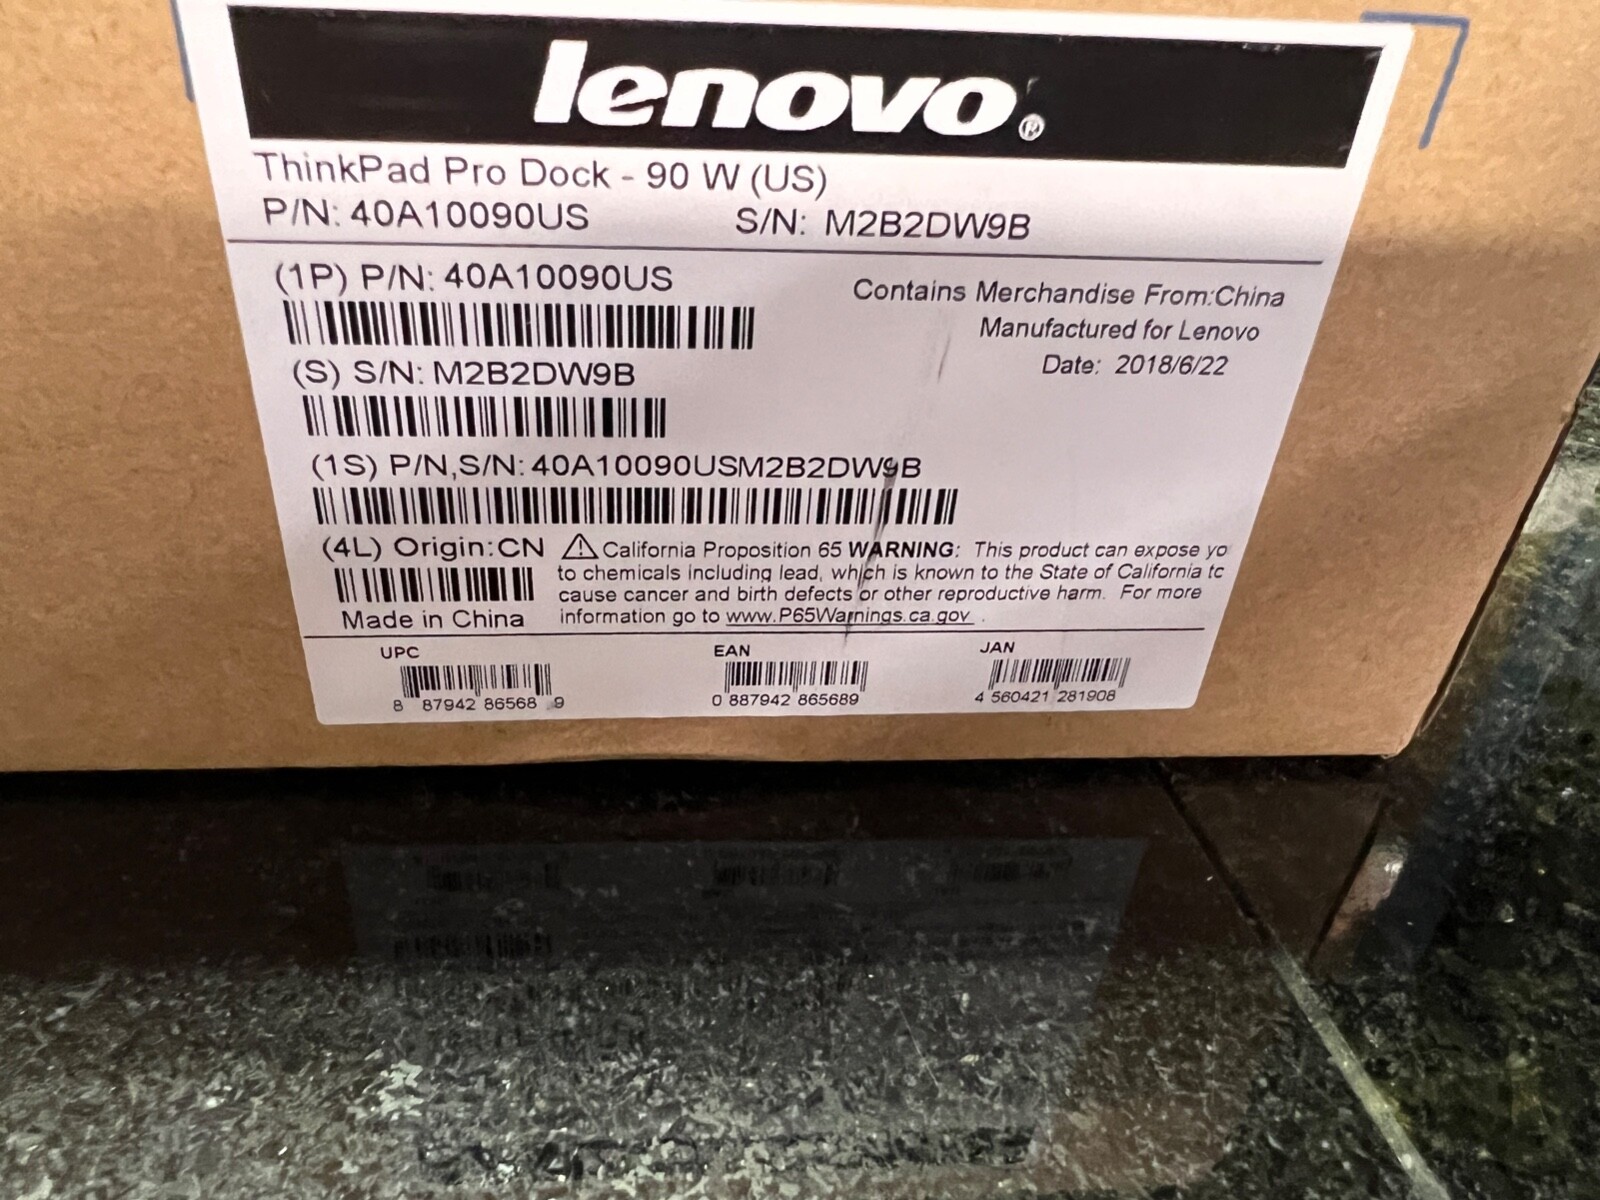 lenovo®
ThinkPad Pro Dock - 90 W (US)
P/N: 40A10090US S/N: M2B2DW9B
(1P) P/N: 40A10090US
Contains Merchandise From:China
Manufactured for Lenovo
Date: 2018/6/22
(S) S/N: M2B2DW9B
(1S) P/N,S/N: 40A10090USM2B2DW9B
(4L) Origin:CN
Made in China
⚠ California Proposition 65 WARNING: This product can expose yo
to chemicals including lead, which is known to the State of California to
cause cancer and birth defects or other reproductive harm. For more
information go to www.P65Warnings.ca.gov .
UPC
8 87942 86568 9
EAN
0 887942 865689
JAN
4 560421 281908